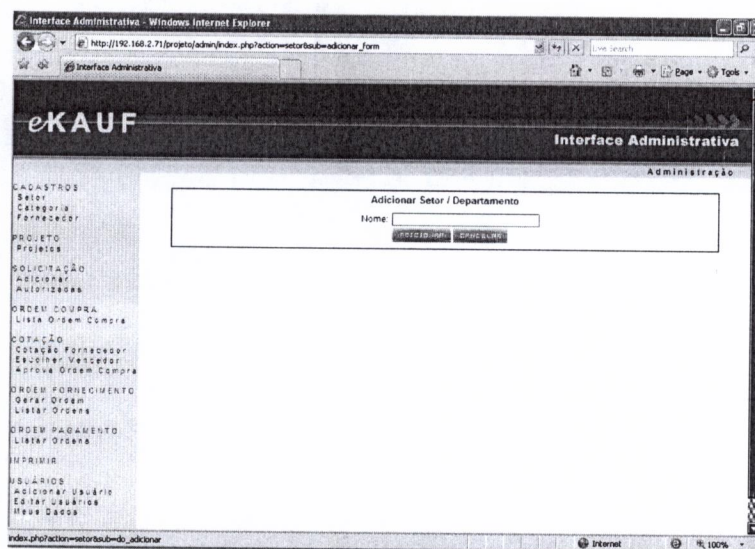 Interface Administrativa - Windows Internet Explorer
http://192.168.2.71/projeto/admin/index.php?action=setor&sub=adicionar_form
Live Search
Interface Administrativa
Page
Tools
eKAUF
Interface Administrativa
Administração
CADASTROS
Setor
Categoria
Fornecedor
PROJETO
Projetos
SOLICITAÇÃO
Adicionar
Autorizadas
ORDEM COMPRA
Lista Ordem Compra
COTAÇÃO
Cotação Fornecedor
Escolher Vencedor
Aprova Ordem Compra
ORDEM FORNECIMENTO
Gerar Ordem
Listar Ordens
ORDEM PAGAMENTO
Listar Ordens
IMPRIMIR
USUÁRIOS
Adicionar Usuário
Editar Usuários
Meus Dados
Adicionar Setor / Departamento
Nome:
ADICIONAR
CANCELAR
index.php?action=setor&sub=do_adicionar
Internet
100%